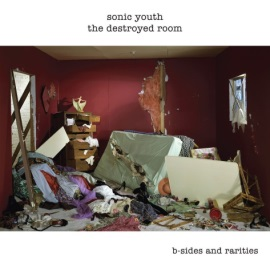 sonic youth
the destroyed room
b-sides and rarities